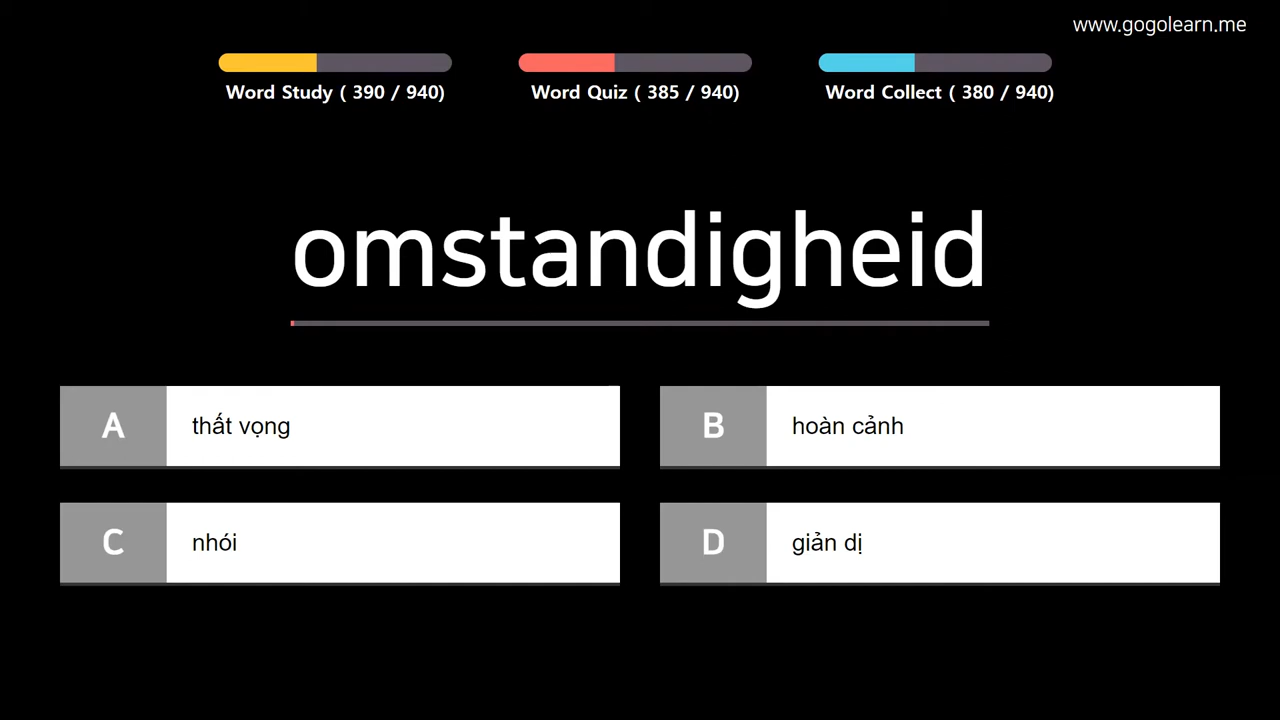 www.gogolearn.me
Word Study ( 390 / 940)
Word Quiz ( 385 / 940)
Word Collect ( 380 / 940)
omstandigheid
A
thất vọng
B
hoàn cảnh
C
nhói
D
giản dị